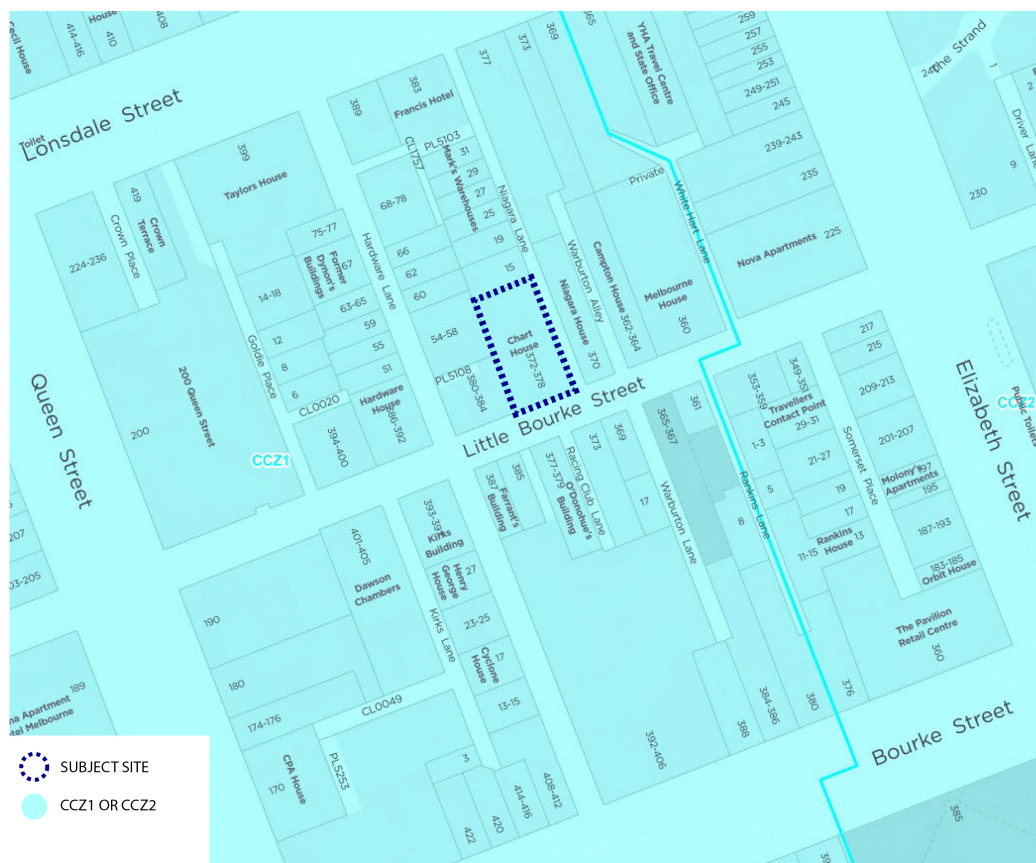 Cecil House
414-416
House
410
408
Lonsdale Street
Toilet
389
383
Francis Hotel
377
373
369
365
YHA Travel Centre
and State Office
259
257
255
253
249-251
245
The Strand
1
2
Driver Lane
9
230
239-243
235
225
Nova Apartments
White Hart Lane
Private
399
Taylors House
419
Crown
Terrace
Crown Place
224-236
CL1757
PL5103
Mark's Warehouses
31
29
27
25
19
15
Niagara Lane
68-78
66
62
60
54-58
Hardware Lane
75-77
Former
Dynon's
Buildings
67
63-65
59
55
51
14-18
12
8
6
Goldie Place
CL0020
Hardware
House
386-392
394-400
PL5108
380-384
Chart
House
372-378
Niagara House
370
Warburton Alley
Campton House
362-364
Melbourne
House
360
Little Bourke Street
Queen Street
200
200 Queen Street
CCZ1
207
203-205
190
180
174-176
170
CPA House
PL5253
CL0049
401-405
Dawson
Chambers
Kirks
Building
Henry
George
House
27
23-25
Kirks Lane
Cyclone
House
17
13-15
3
422
420
414-416
408-412
387
Farrant's
Building
385
377-379
O'Donohue's
Building
Racing Club Lane
373
369
17
365-367
361
Warburton Lane
8
Rankins Lane
353-359
349-351
Travellers
Contact Point
1-3
5
29-31
21-27
19
17
Rankins
House
13
11-15
Somerset Place
217
215
209-213
201-207
Molony's
Apartments
197
195
187-193
183-185
Orbit House
The Pavilion
Retail Centre
360
Elizabeth Street
CCZ2
Public Toilets
392-406
388
384-386
380
376
Bourke Street
385
189
SUBJECT SITE
CCZ1 OR CCZ2